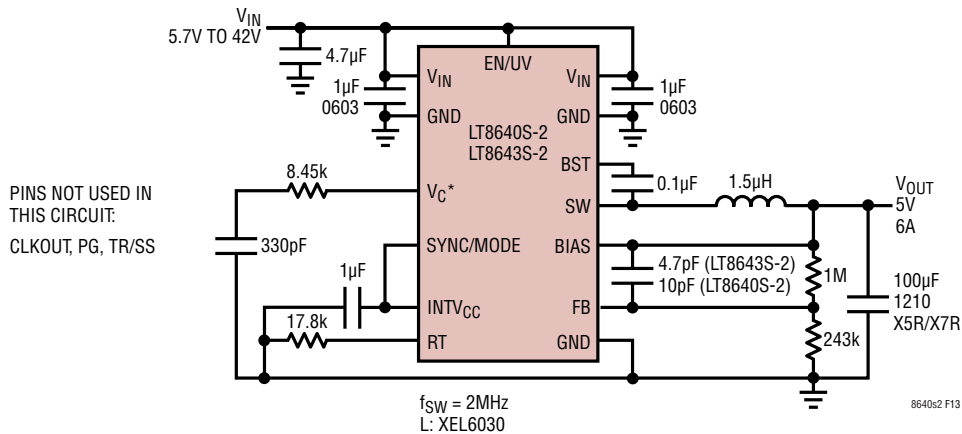 VIN
5.7V TO 42V
4.7µF
1µF
0603
VIN
GND
EN/UV
VIN
GND
1µF
0603
LT8640S-2
LT8643S-2
BST
0.1µF
SW
1.5µH
VOUT
5V
6A
PINS NOT USED IN
THIS CIRCUIT:
CLKOUT, PG, TR/SS
8.45k
VC*
330pF
SYNC/MODE
1µF
INTVCC
17.8k
RT
BIAS
4.7pF (LT8643S-2)
10pF (LT8640S-2)
FB
GND
1M
243k
100µF
1210
X5R/X7R
fSW = 2MHz
L: XEL6030
8640s2 F13